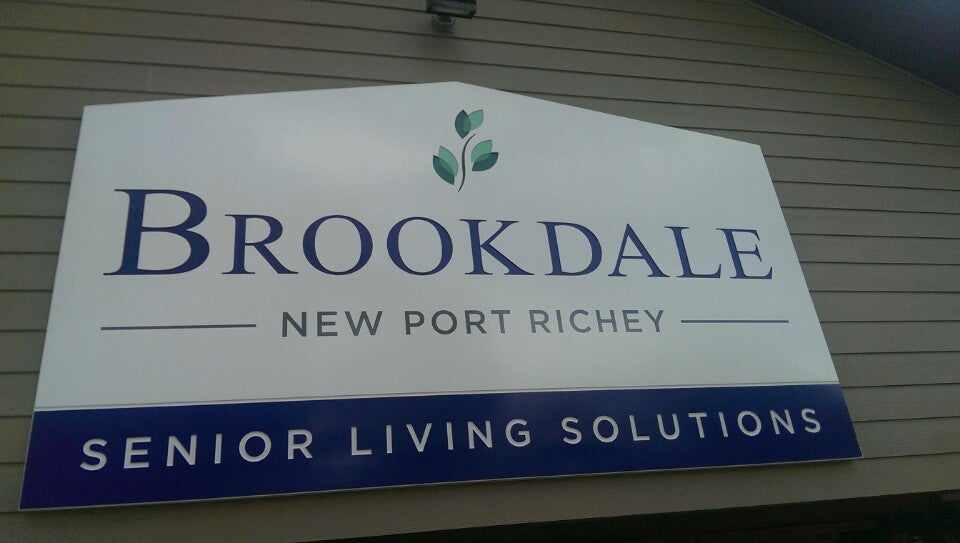 BROOKDALE
NEW PORT RICHEY
SENIOR LIVING SOLUTIONS